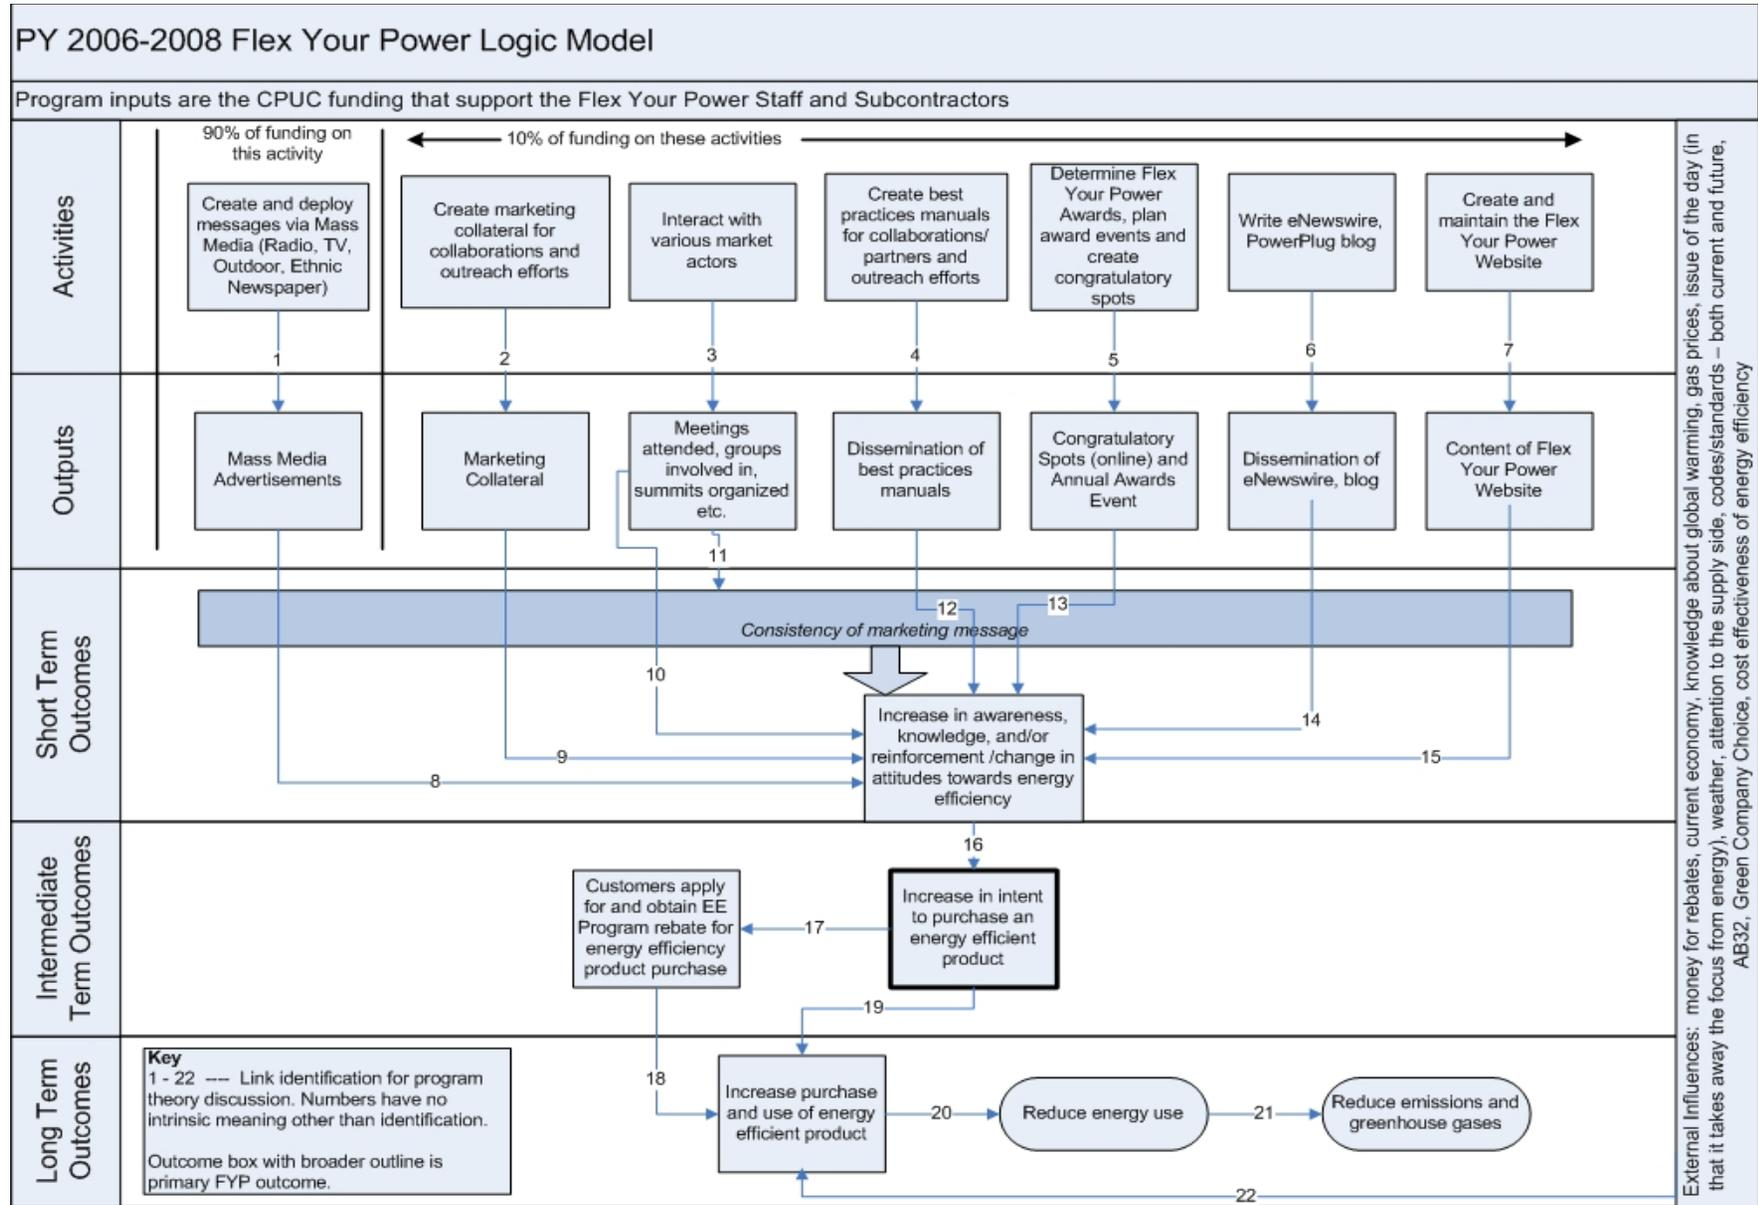 PY 2006-2008 Flex Your Power Logic Model
Program inputs are the CPUC funding that support the Flex Your Power Staff and Subcontractors
Activities
90% of funding on
this activity
10% of funding on these activities
Create and deploy
messages via Mass
Media (Radio, TV,
Outdoor, Ethnic
Newspaper)
Create marketing
collateral for
collaborations and
outreach efforts
Interact with
various market
actors
Create best
practices manuals
for collaborations/
partners and
outreach efforts
Determine Flex
Your Power
Awards, plan
award events and
create
congratulatory
spots
Write eNewswire,
PowerPlug blog
Create and
maintain the Flex
Your Power
Website
1
2
3
4
5
6
7
Outputs
Mass Media
Advertisements
Marketing
Collateral
Meetings
attended, groups
involved in,
summits organized
etc.
Dissemination of
best practices
manuals
Congratulatory
Spots (online) and
Annual Awards
Event
Dissemination of
eNewswire, blog
Content of Flex
Your Power
Website
11
Short Term
Outcomes
12
13
Consistency of marketing message
10
14
9
15
8
Increase in awareness,
knowledge, and/or
reinforcement /change in
attitudes towards energy
efficiency
Intermediate
Term Outcomes
16
Customers apply
for and obtain EE
Program rebate for
energy efficiency
product purchase
17
Increase in intent
to purchase an
energy efficient
product
19
Long Term
Outcomes
Key
1 - 22 ---- Link identification for program
theory discussion. Numbers have no
intrinsic meaning other than identification.
Outcome box with broader outline is
primary FYP outcome.
18
Increase purchase
and use of energy
efficient product
20
Reduce energy use
21
Reduce emissions and
greenhouse gases
22
External Influences: money for rebates, current economy, knowledge about global warming, gas prices, issue of the day (in
that it takes away the focus from energy), weather, attention to the supply side, codes/standards – both current and future,
AB32, Green Company Choice, cost effectiveness of energy efficiency